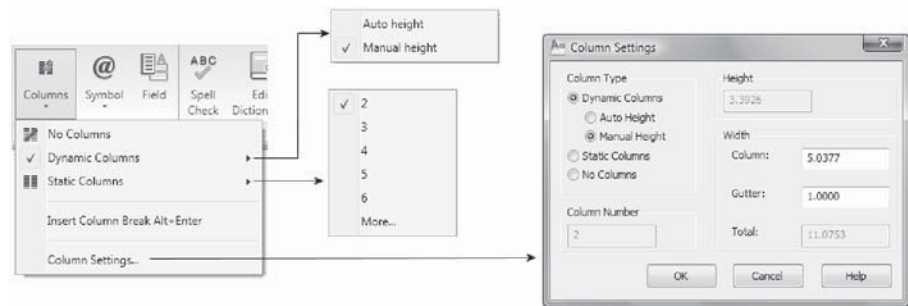 Columns
Symbol
Field
ABC
Spell
Check
Edi
Diction
No Columns
Dynamic Columns
Static Columns
Insert Column Break Alt+Enter
Column Settings...
Auto height
Manual height
2
3
4
5
6
More...
Column Settings
Column Type
Dynamic Columns
Auto Height
Manual Height
Static Columns
No Columns
Column Number
2
Height
3.3926
Width
Column: 5.0377
Gutter: 1.0000
Total: 11.0753
OK Cancel Help